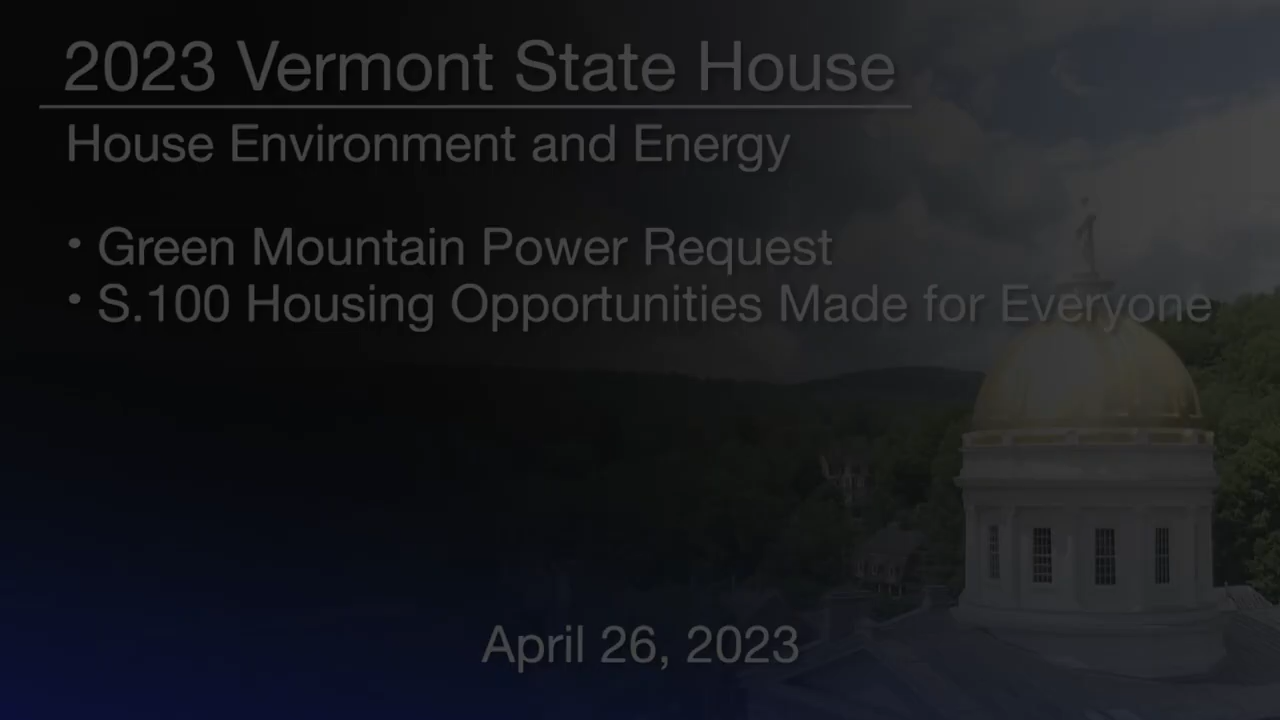 2023 Vermont State House
House Environment and Energy
• Green Mountain Power Request
• S.100 Housing Opportunities Made for Everyone
April 26, 2023